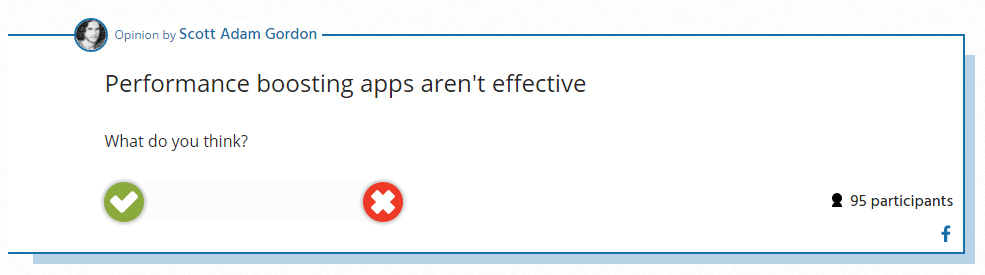 Opinion by Scott Adam Gordon
Performance boosting apps aren't effective
What do you think?
95 participants